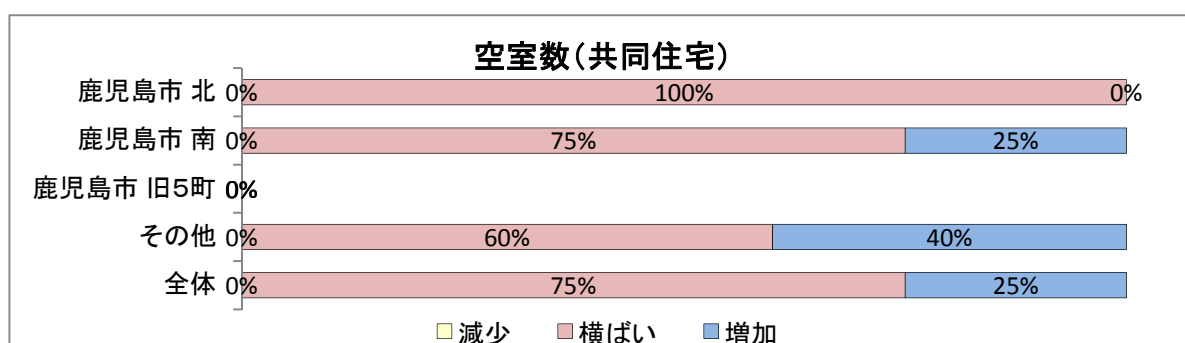 空室数（共同住宅）
鹿児島市 北 0% 100% 0%
鹿児島市 南 0% 75% 25%
鹿児島市 旧5町 0%
その他 0% 60% 40%
全体 0% 75% 25%
減少 横ばい 増加